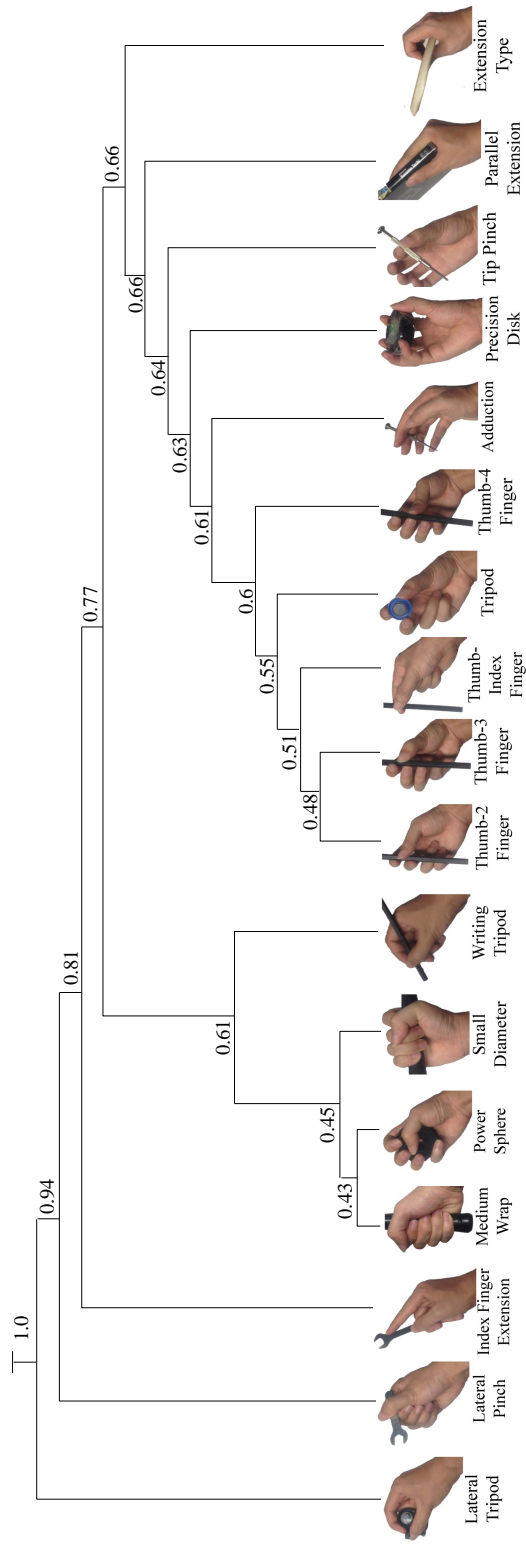 1.0
0.94
0.81
0.77
0.66
0.66
0.64
0.63
0.61
0.6
0.55
0.51
0.48
0.61
0.45
0.43
Lateral
Tripod
Lateral
Pinch
Index Finger
Extension
Medium
Wrap
Power
Sphere
Small
Diameter
Writing
Tripod
Thumb-2
Finger
Thumb-3
Finger
Thumb-
Index
Finger
Tripod
Thumb-4
Finger
Adduction
Precision
Disk
Tip Pinch
Parallel
Extension
Extension
Type